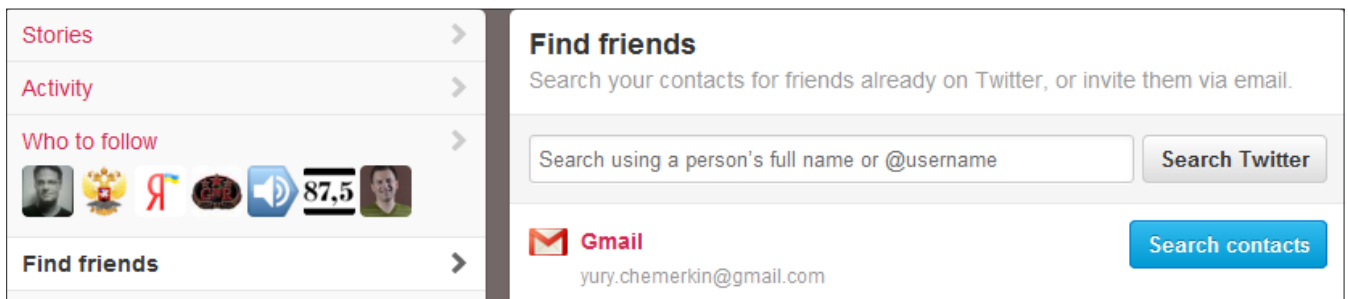 Stories
Activity
Who to follow
Я 87,5
Find friends
Find friends
Search your contacts for friends already on Twitter, or invite them via email.
Search using a person's full name or @username
Search Twitter
Gmail
Search contacts
yury.chemerkin@gmail.com